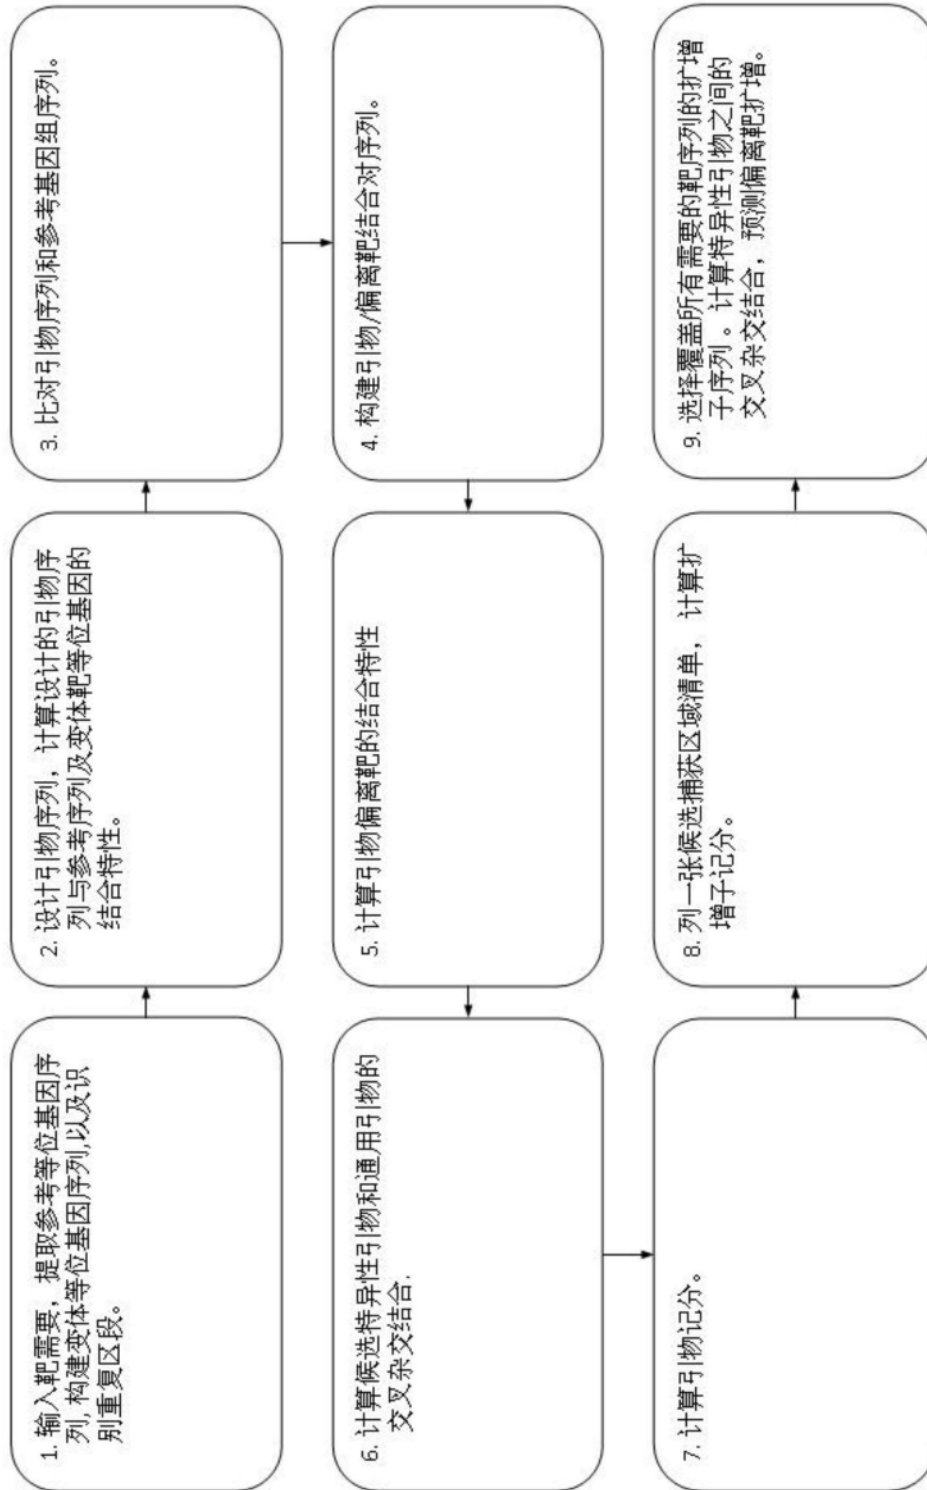 1. 输入靶需要，提取参考等位基因序
列, 构建变体等位基因序列,以及识
别重复区段。
2. 设计引物序列，计算设计的引物序
列与参考序列及变体靶等位基因的
结合特性。
3. 比对引物序列和参考基因组序列。
4. 构建引物/偏离靶结合对序列。
5. 计算引物偏离靶的结合特性
6. 计算候选特异性引物和通用引物的
交叉杂交结合.
7. 计算引物记分。
8. 列一张候选捕获区域清单， 计算扩
增子记分。
9. 选择覆盖所有需要的靶序列的扩增
子序列 。计算特异性引物之间的
交叉杂交结合，预测偏离靶扩增。